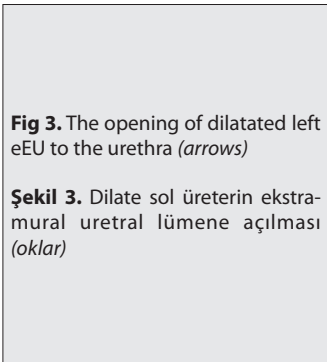 Fig 3. The opening of dilatated left
eEU to the urethra (arrows)
Şekil 3. Dilate sol üreterin ekstra-
mural uretral lümene açılması
(oklar)